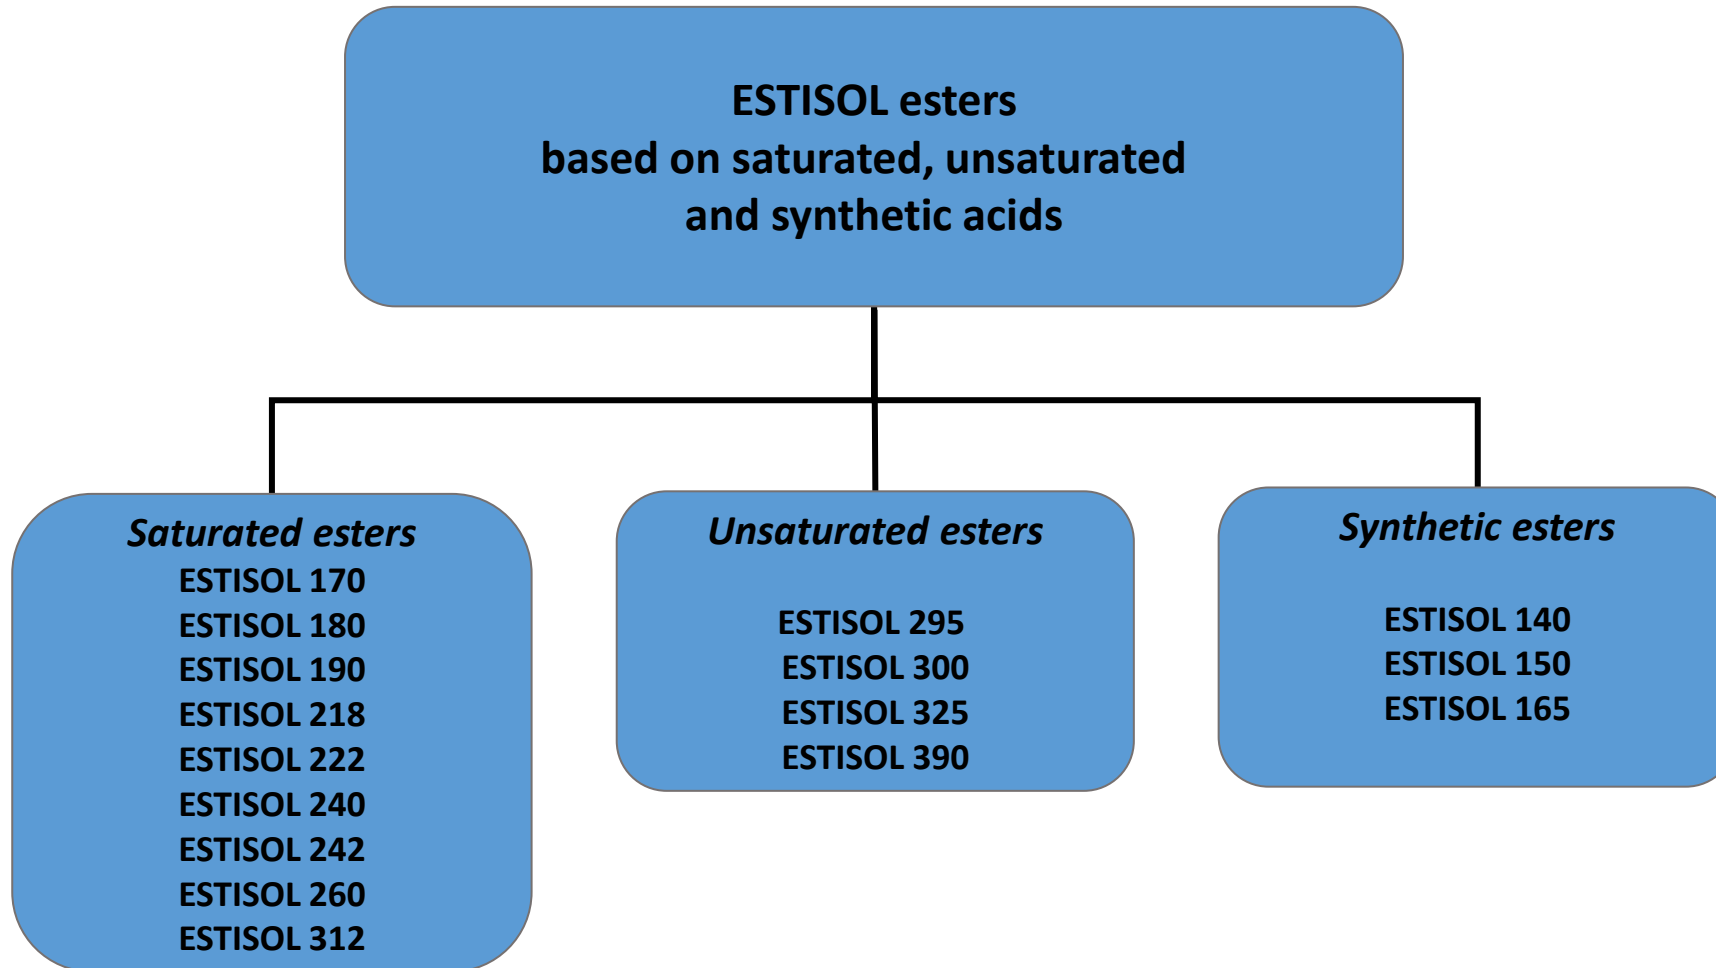 ESTISOL esters
based on saturated, unsaturated
and synthetic acids
Saturated esters
ESTISOL 170
ESTISOL 180
ESTISOL 190
ESTISOL 218
ESTISOL 222
ESTISOL 240
ESTISOL 242
ESTISOL 260
ESTISOL 312
Unsaturated esters
ESTISOL 295
ESTISOL 300
ESTISOL 325
ESTISOL 390
Synthetic esters
ESTISOL 140
ESTISOL 150
ESTISOL 165